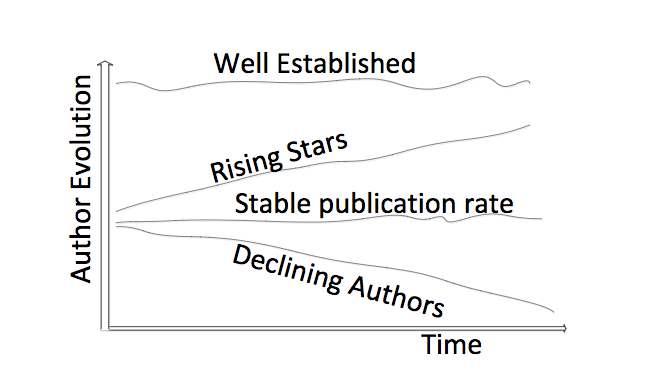 Well Established
Rising Stars
Stable publication rate
Declining Authors
Author Evolution
Time